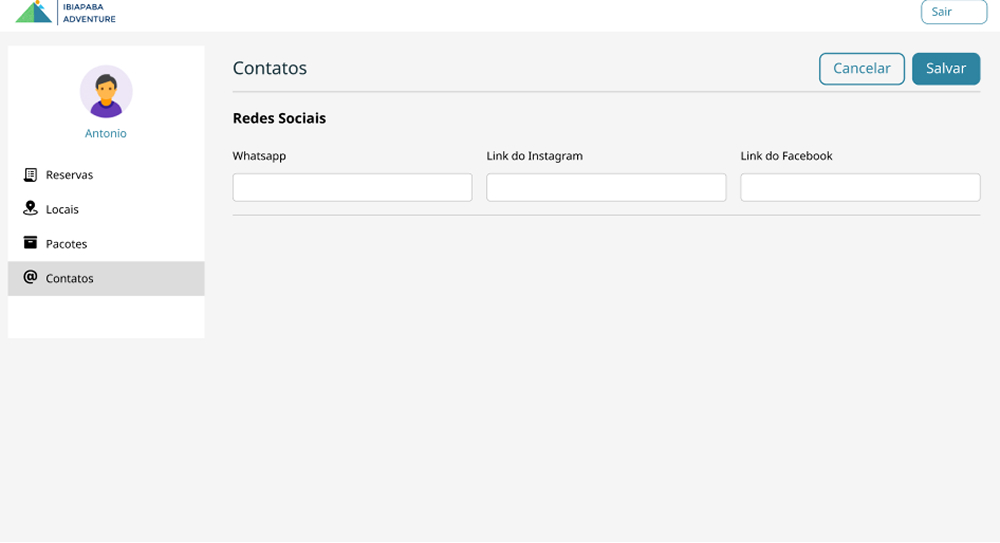 IBIAPABA
ADVENTURE
Sair
Antonio
Reservas
Locais
Pacotes
@ Contatos
Contatos
Cancelar
Salvar
Redes Sociais
Whatsapp
Link do Instagram
Link do Facebook